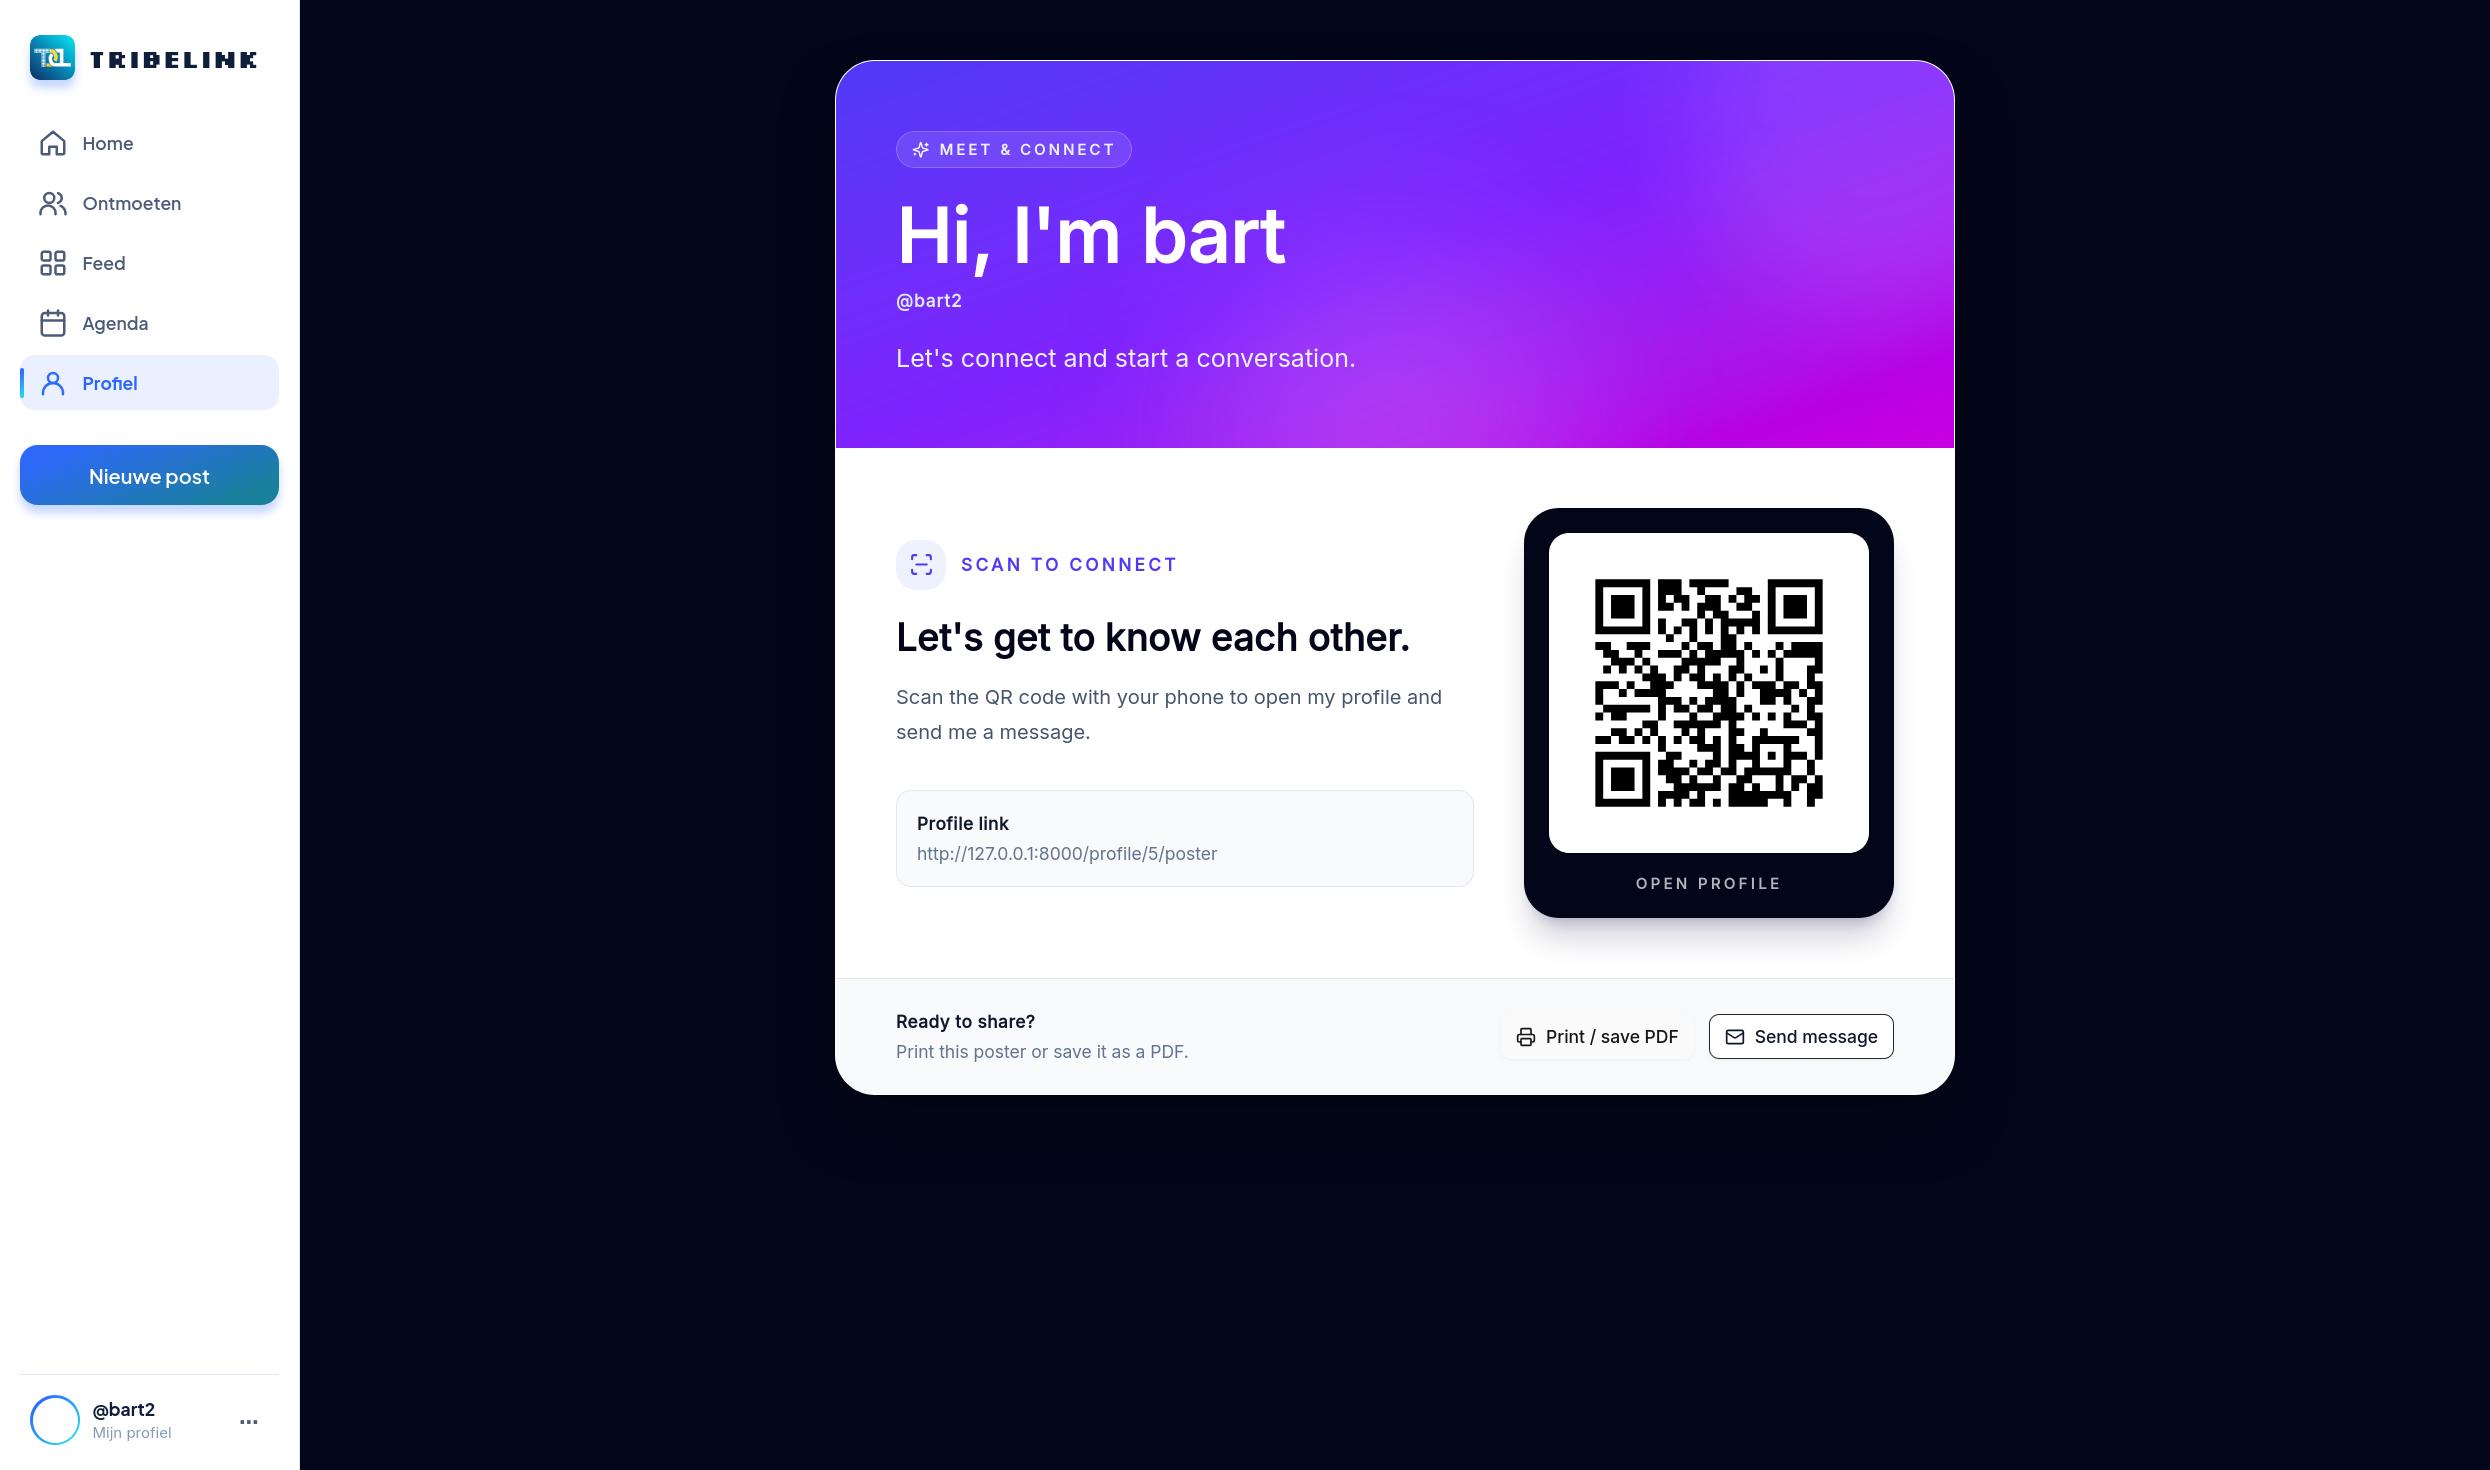 TRIBELINK
Home
Ontmoeten
Feed
Agenda
Profiel
Nieuwe post
@bart2
Mijn profiel
MEET & CONNECT
Hi, I'm bart
@bart2
Let's connect and start a conversation.
SCAN TO CONNECT
Let's get to know each other.
Scan the QR code with your phone to open my profile and
send me a message.
Profile link
http://127.0.0.1:8000/profile/5/poster
OPEN PROFILE
Ready to share?
Print this poster or save it as a PDF.
Print / save PDF
Send message